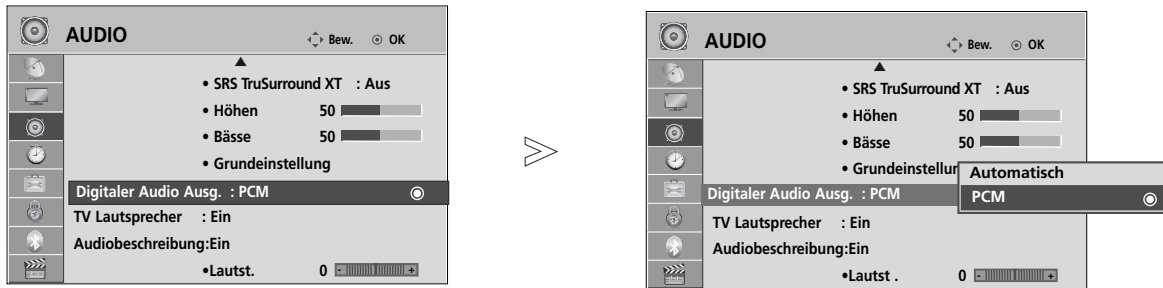 AUDIO
Bew.
OK
• SRS TruSurround XT : Aus
• Höhen 50
• Bässe 50
• Grundeinstellung
Digitaler Audio Ausg. : PCM
TV Lautsprecher : Ein
Audiobeschreibung:Ein
•Lautst. 0 - +
>
AUDIO
Bew.
OK
• SRS TruSurround XT : Aus
• Höhen 50
• Bässe 50
• Grundeinstellur
Automatisch
Digitaler Audio Ausg. : PCM
PCM
TV Lautsprecher : Ein
Audiobeschreibung:Ein
•Lautst . 0 - +